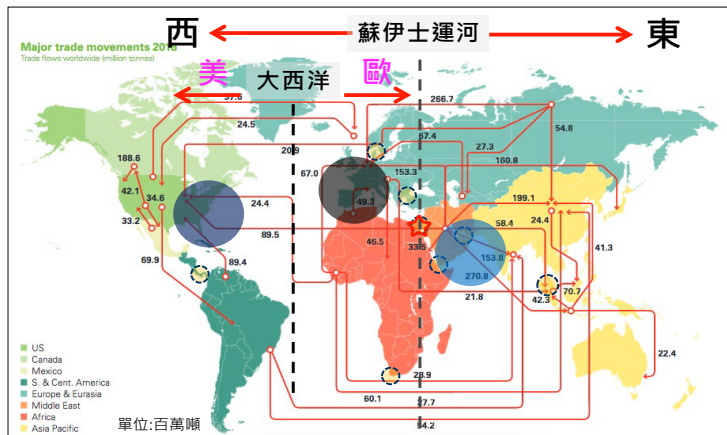 西
蘇伊士運河
東
Major trade movements 2016
Trade flows worldwide (million tonnes)
美
大西洋
歐
37.6
24.5
20.9
266.7
67.4
27.3
54.8
160.8
188.6
42.1
34.6
33.2
24.4
67.0
153.3
49.3
199.1
58.4
24.4
41.3
89.5
46.5
33.5
153.8
270.8
69.9
89.4
21.8
42.3
70.7
22.4
28.9
60.1
27.7
34.2
US
Canada
Mexico
S. & Cent. America
Europe & Eurasia
Middle East
Africa
Asia Pacific
單位:百萬噸